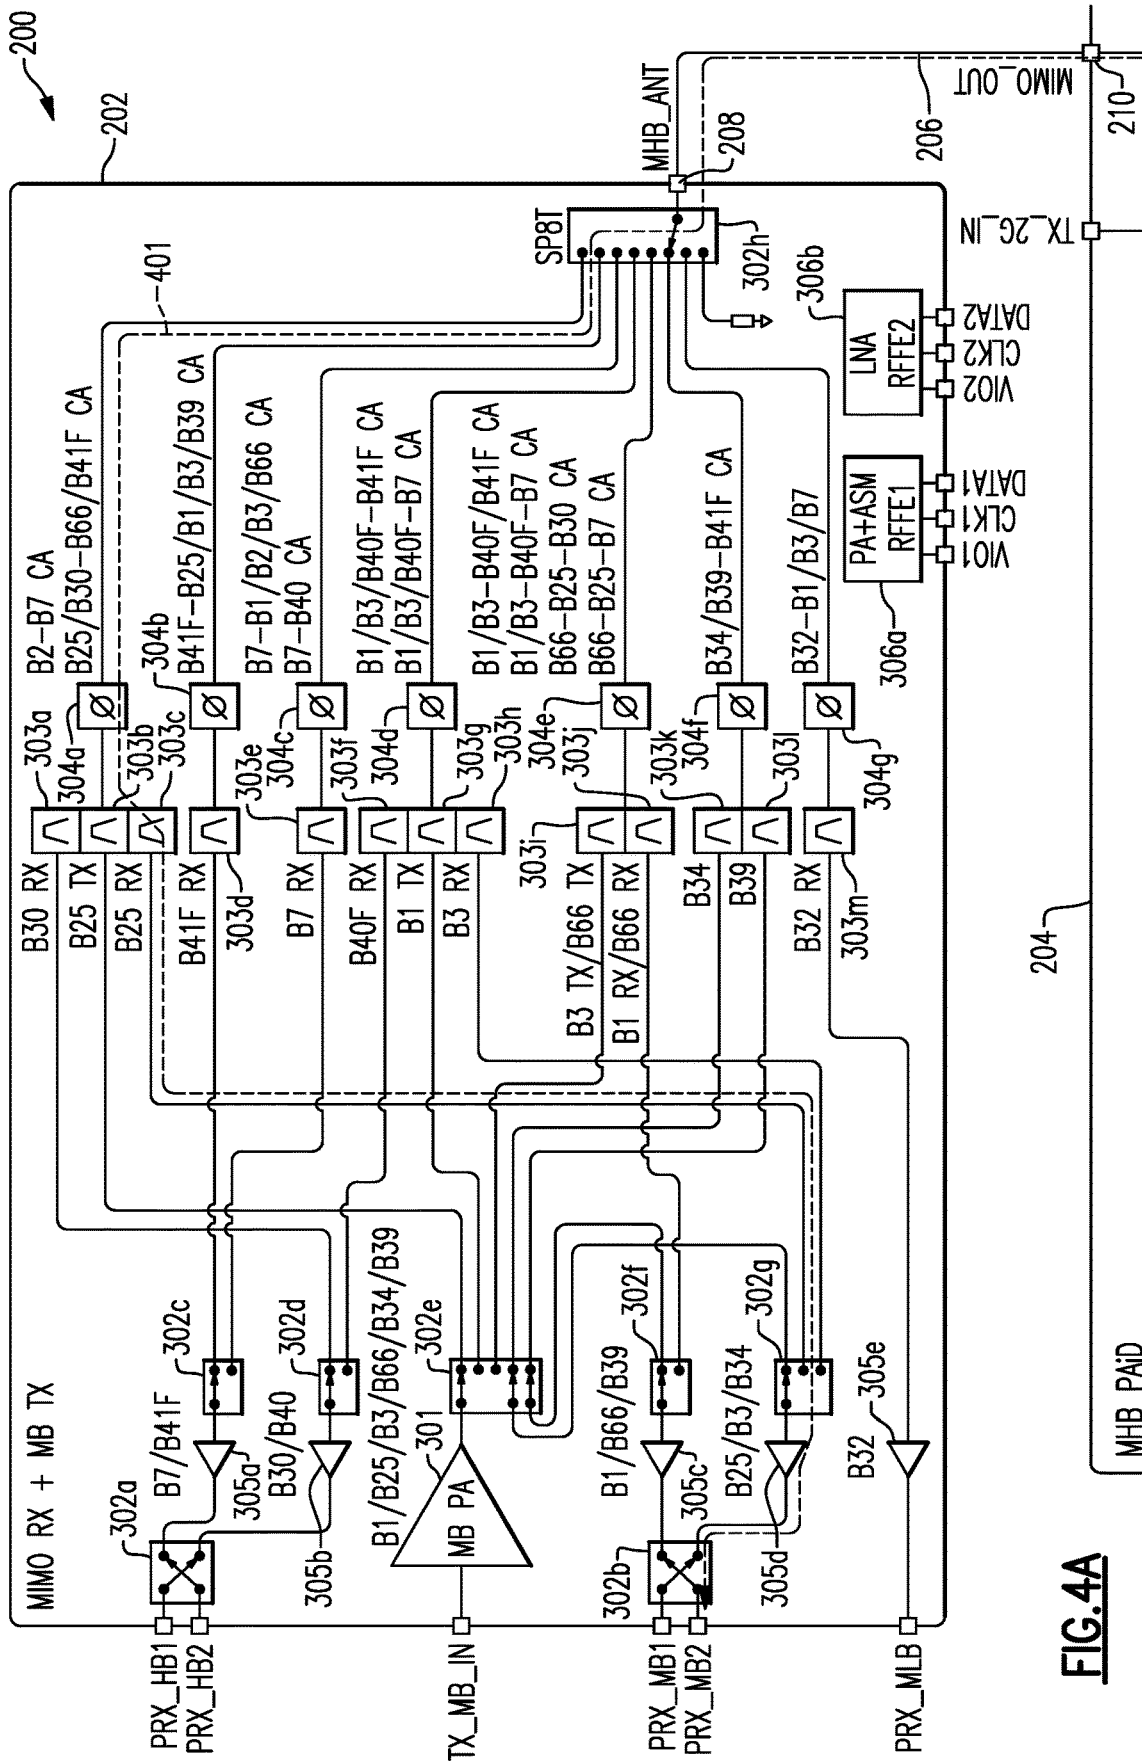 200
202
MIMO RX + MB TX
PRX_HB1
PRX_HB2
TX_MB_IN
PRX_MB1
PRX_MB2
PRX_MLB
302a
302b
B7/B41F
305a
B30/B40
305b
B1/B25/B3/B66/B34/B39
301
MB PA
B1/B66/B39
305c
B25/B3/B34
305d
B32
305e
302c
302d
302e
302f
302g
B30 RX
B25 TX
B25 RX
B41F RX
B7 RX
B40F RX
B1 TX
B3 RX
B3 TX/B66 TX
B1 RX/B66 RX
B34
B39
B32 RX
303a
303b
303c
303d
303e
303f
303g
303h
303i
303j
303k
303l
303m
304a
304b
304c
304d
304e
304f
304g
Ø
Ø
Ø
Ø
Ø
Ø
Ø
B2-B7 CA
B25/B30-B66/B41F CA
B41F-B25/B1/B3/B39 CA
B7-B1/B2/B3/B66 CA
B7-B40 CA
B1/B3/B40F-B41F CA
B1/B3/B40F-B7 CA
B1/B3-B40F/B41F CA
B1/B3-B40F-B7 CA
B66-B25-B30 CA
B66-B25-B7 CA
B34/B39-B41F CA
B32-B1/B3/B7
401
SP8T
302h
MHB_ANT
208
PA+ASM
RFFE1
306a
LNA
RFFE2
306b
VIO1
CLK1
DATA1
VIO2
CLK2
DATA2
206
MIMO_OUT
210
TX_2G_IN
204
MHB PAiD
FIG.4A